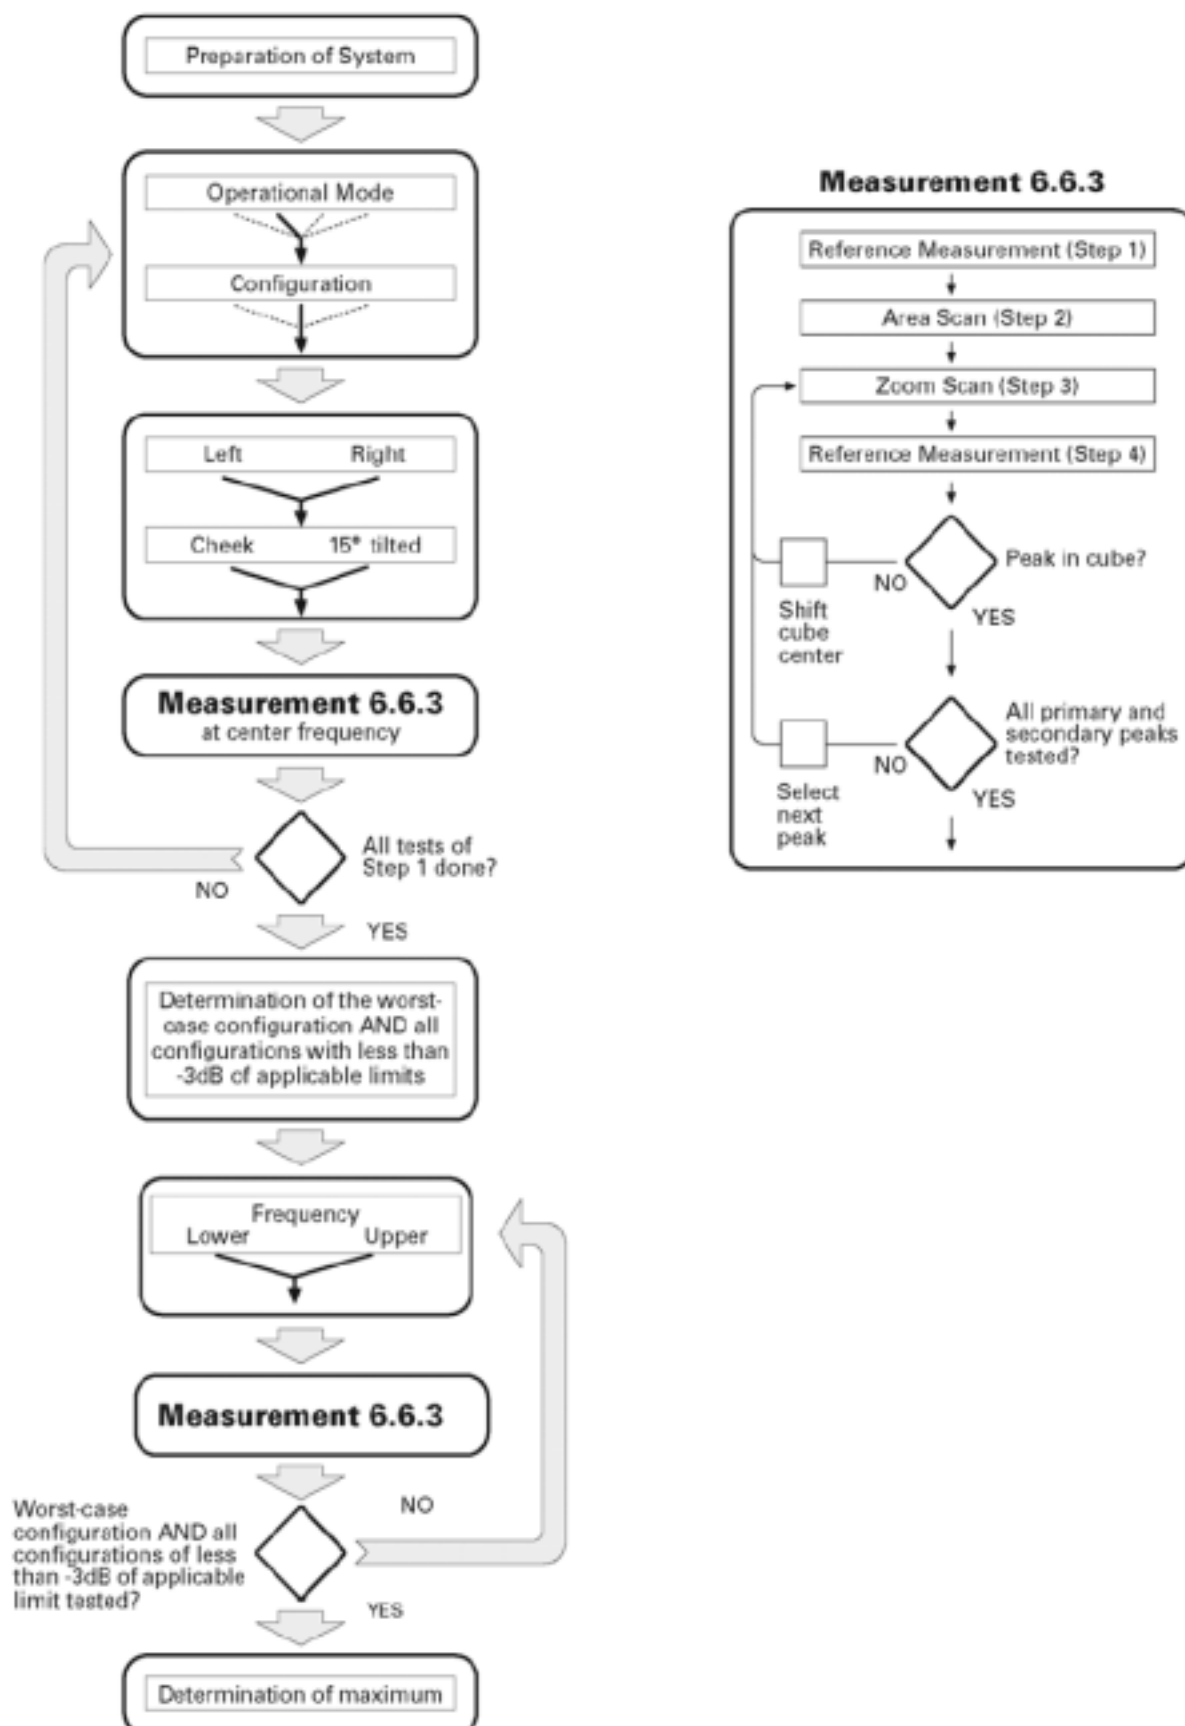 Preparation of System
Operational Mode
Configuration
Left Right
Cheek 15° tilted
Measurement 6.6.3
at center frequency
All tests of
Step 1 done?
NO
YES
Determination of the worst-
case configuration AND all
configurations with less than
-3dB of applicable limits
Frequency
Lower Upper
Measurement 6.6.3
Worst-case
configuration AND all
configurations of less
than -3dB of applicable
limit tested?
NO
YES
Determination of maximum
Measurement 6.6.3
Reference Measurement (Step 1)
Area Scan (Step 2)
Zoom Scan (Step 3)
Reference Measurement (Step 4)
Peak in cube?
NO
YES
Shift
cube
center
All primary and
secondary peaks
tested?
NO
YES
Select
next
peak